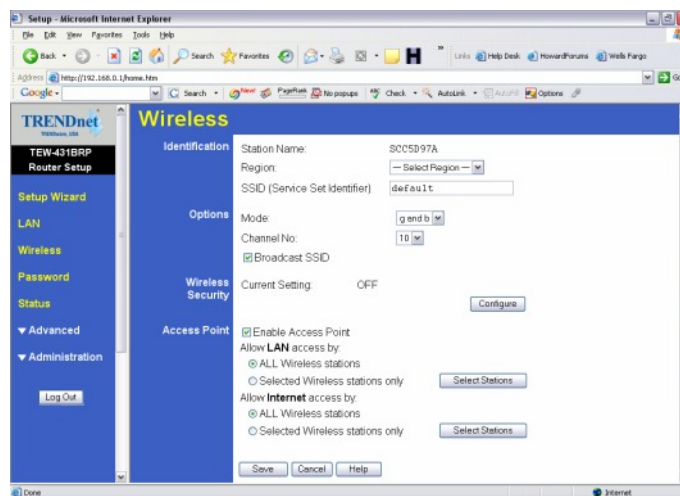 Setup - Microsoft Internet Explorer
File Edit View Favorites Tools Help
Back Search Favorites Links Help Desk HowardForums Wells Fargo
Address http://192.168.0.1/home.htm
Google Search New! PageRank No popups Check AutoLink AutoFill Options
TRENDnet
TRENDware, USA
TEW-431BRP
Router Setup
Setup Wizard
LAN
Wireless
Password
Status
Advanced
Administration
Log Out
Wireless
Identification
Station Name: SCC5D97A
Region: — Select Region —
SSID (Service Set Identifier) default
Options
Mode: g and b
Channel No: 10
Broadcast SSID
Wireless Security
Current Setting: OFF
Configure
Access Point
Enable Access Point
Allow LAN access by:
ALL Wireless stations
Selected Wireless stations only Select Stations
Allow Internet access by:
ALL Wireless stations
Selected Wireless stations only Select Stations
Save Cancel Help
Done Internet